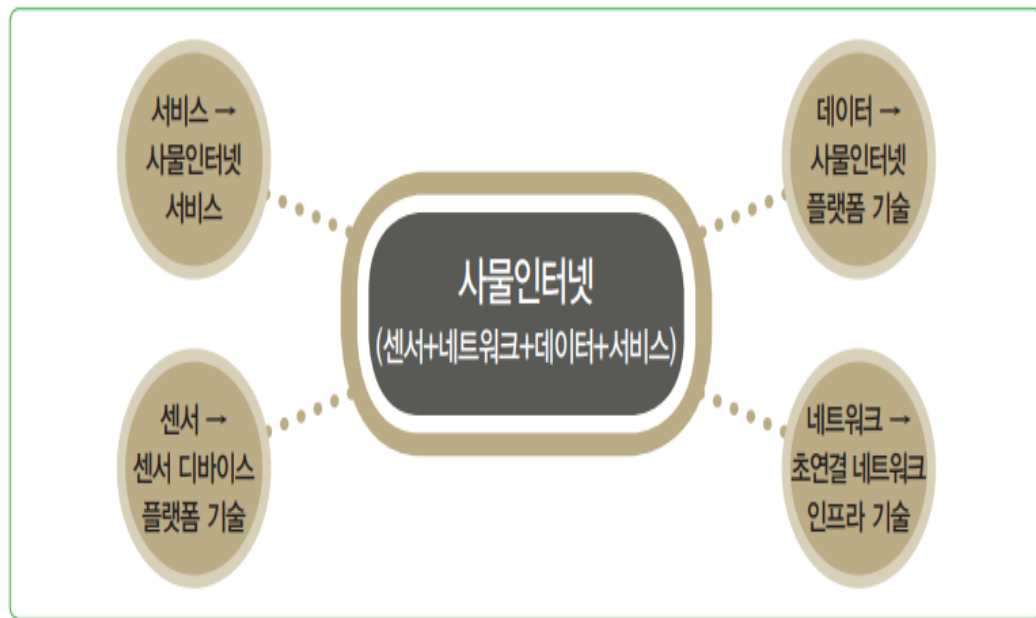 서비스 →
사물인터넷
서비스
데이터 →
사물인터넷
플랫폼 기술
사물인터넷
(센서+네트워크+데이터+서비스)
센서 →
센서 디바이스
플랫폼 기술
네트워크 →
초연결 네트워크
인프라 기술